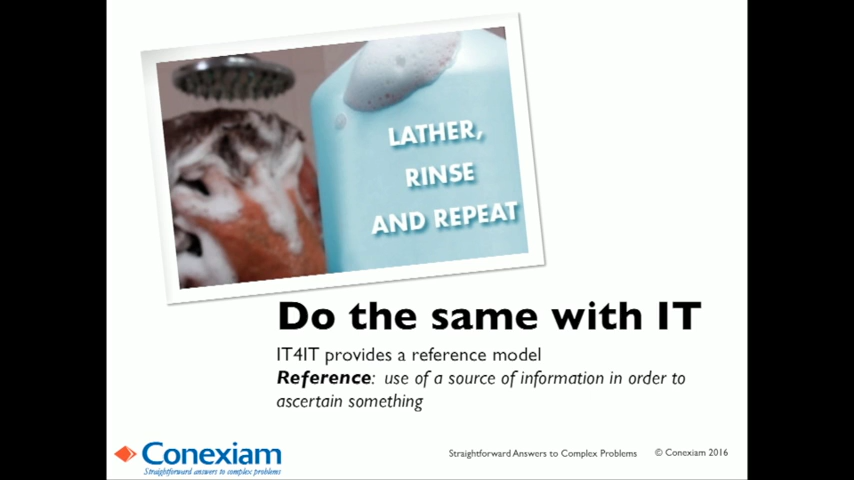 LATHER,
RINSE
AND REPEAT
Do the same with IT
IT4IT provides a reference model
Reference: use of a source of information in order to
ascertain something
Conexiam
Straightforward answers to complex problems
Straightforward Answers to Complex Problems © Conexiam 2016